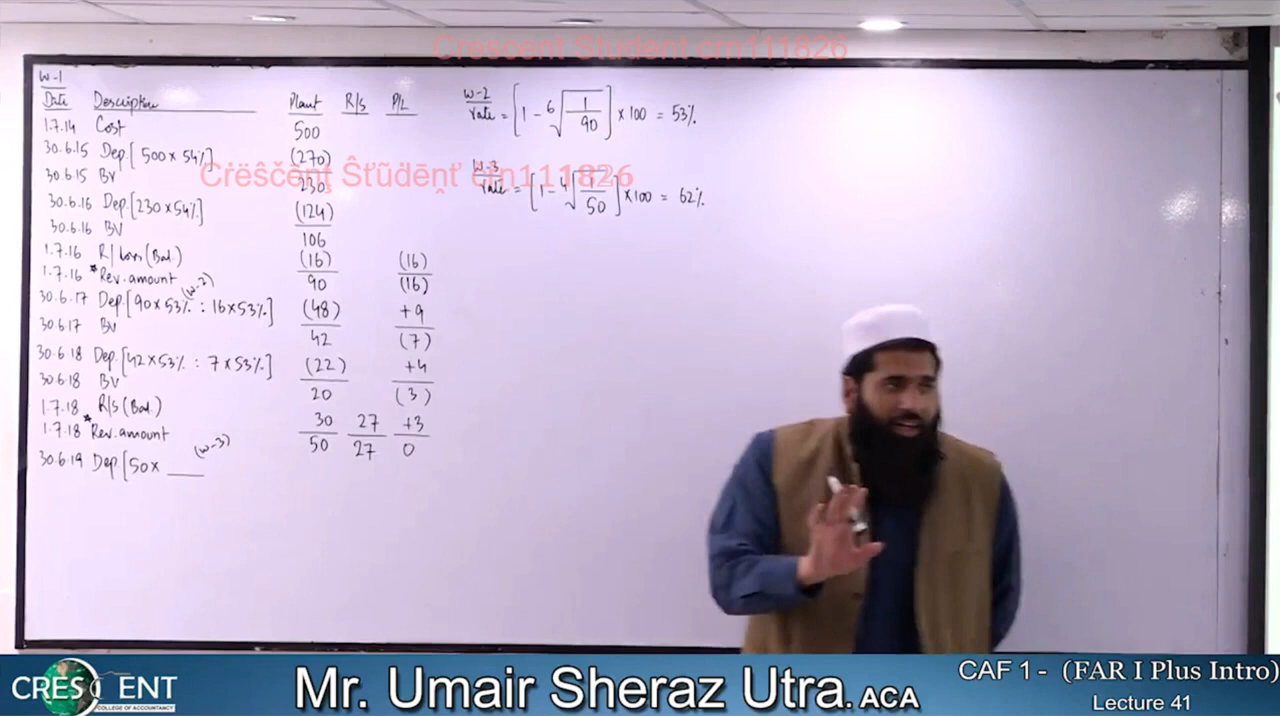 Crescent Student cm111826
W-1
Date Description Plant R/S P/L
1.7.14 Cost 500
30.6.15 Dep.[500 x 54%] (270)
30.6.15 BV 230
30.6.16 Dep.[230 x 54%] (124)
30.6.16 BV 106
1.7.16 R/loss (Bal.) (16) (16)
1.7.16 *Rev. amount 90 (16)
(W-2)
30.6.17 Dep.[90 x 53% : 16 x 53%] (48) +9
30.6.17 BV 42 (7)
30.6.18 Dep.[42 x 53% : 7 x 53%] (22) +4
30.6.18 BV 20 (3)
1.7.18 R/S (Bal.) 30 27 +3
1.7.18 *Rev. amount 50 27 0
(W-3)
30.6.19 Dep.[50 x ___
W-2
rate = [1 - ⁶√(1/90)] x 100 = 53%
Crëščēnt Šťũdēņť cm111826
W-3
rate = [1 - ⁴√(/50)] x 100 = 62%
CRESCENT
COLLEGE OF ACCOUNTANCY
Mr. Umair Sheraz Utra. ACA
CAF 1 - (FAR I Plus Intro)
Lecture 41